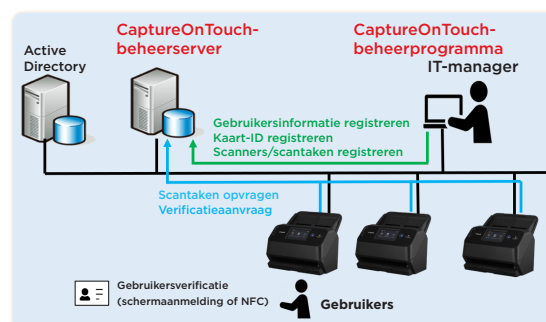 Active
Directory
CaptureOnTouch-
beheerserver
CaptureOnTouch-
beheerprogramma
IT-manager
Gebruikersinformatie registreren
Kaart-ID registreren
Scanners/scantaken registreren
Scantaken opvragen
Verificatieaanvraag
Gebruikersverificatie
(schermaanmelding of NFC)
Gebruikers